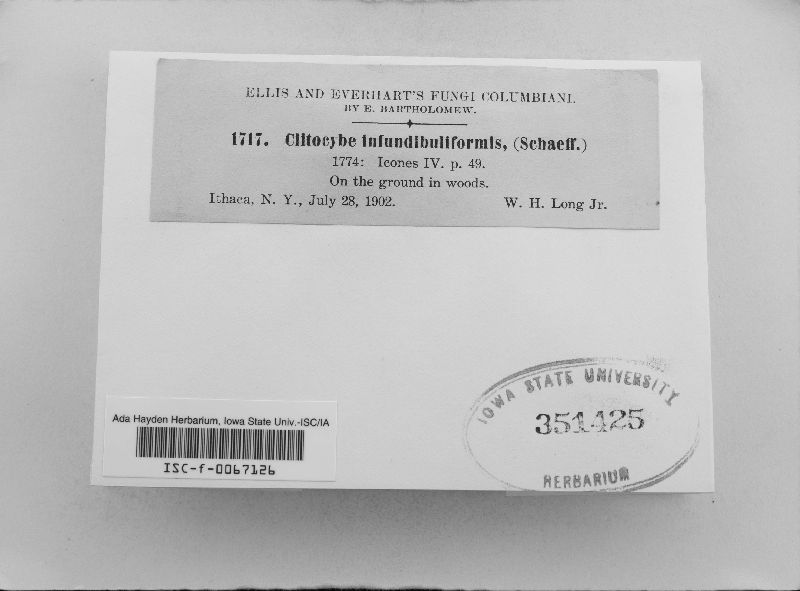 ELLIS AND EVERHART'S FUNGI COLUMBIANI.
BY E. BARTHOLOMEW.
1717. Clitocybe infundibuliformis, (Schaeff.)
1774: Icones IV. p. 49.
On the ground in woods.
Ithaca, N. Y., July 28, 1902. W. H. Long Jr.
IOWA STATE UNIVERSITY
351425
HERBARIUM
Ada Hayden Herbarium, Iowa State Univ.-ISC/IA
ISC-f-0067126